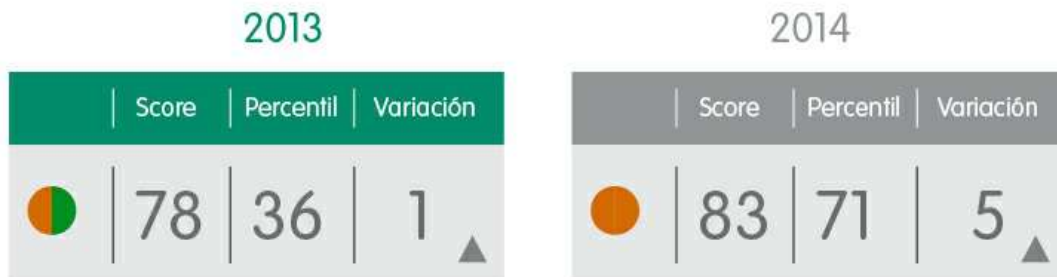 2013
Score Percentil Variación
78 36 1
2014
Score Percentil Variación
83 71 5